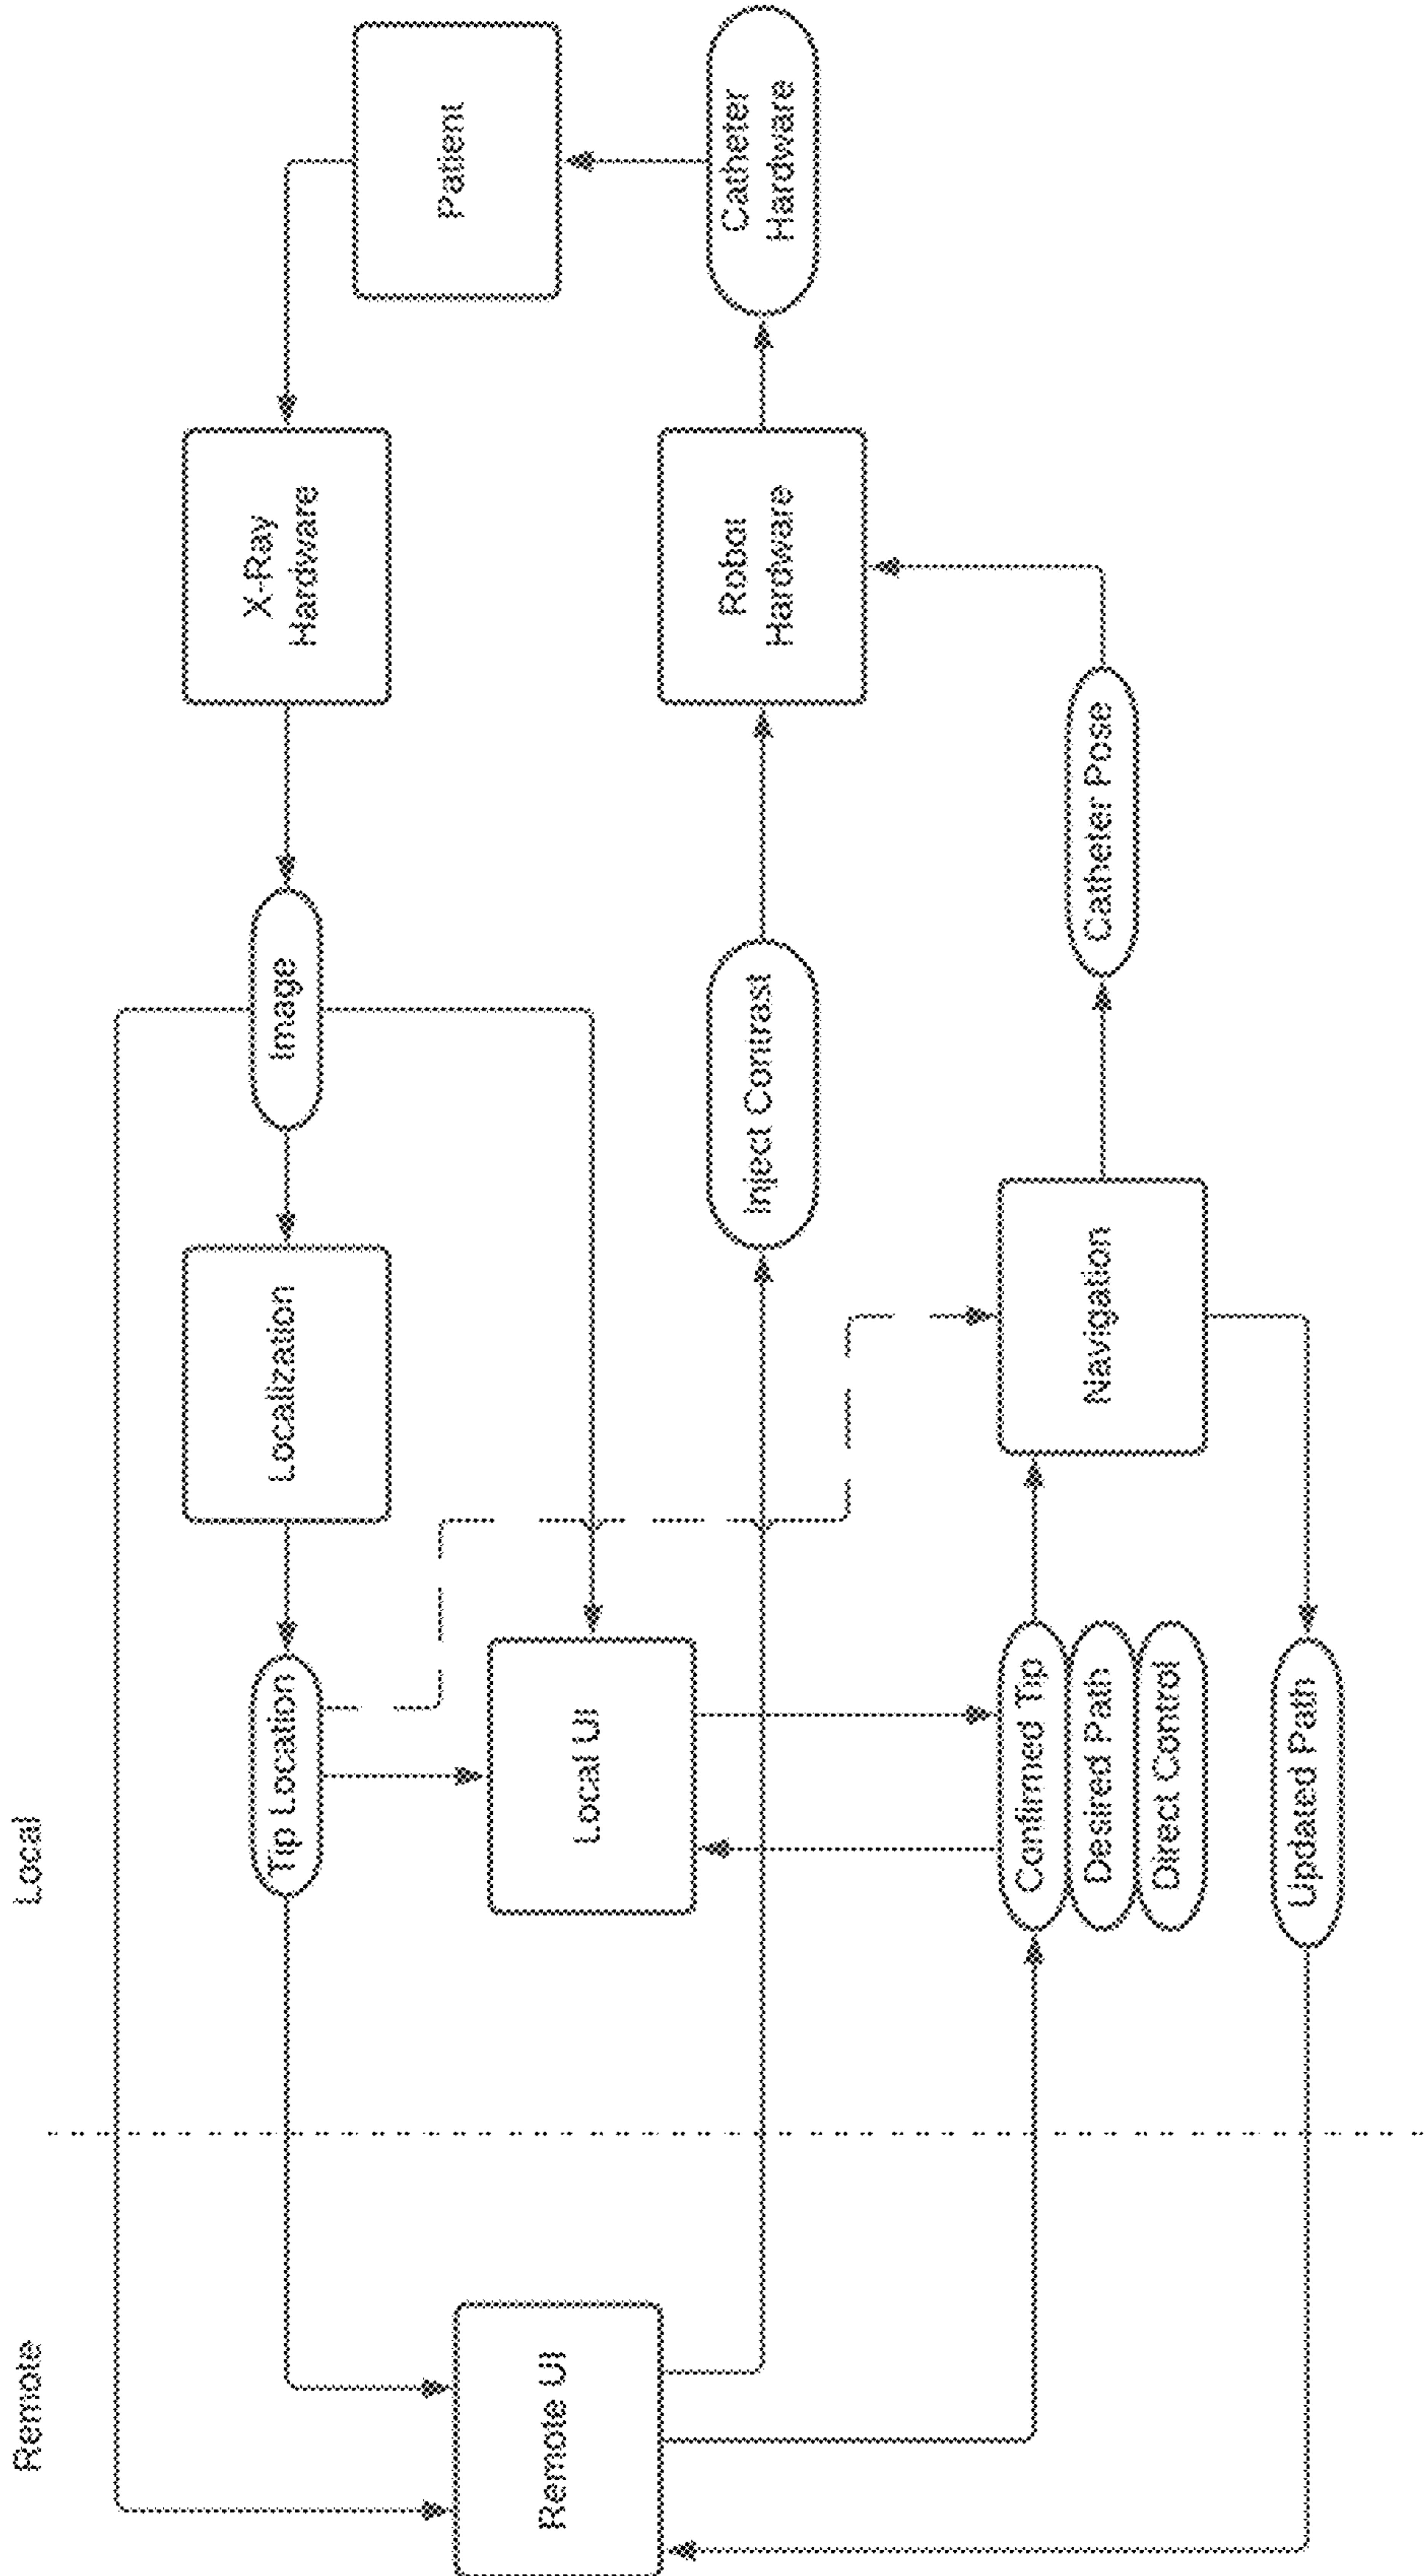 Remote
Local
Tip Location
Localization
Image
X-Ray
Hardware
Patient
Remote UI
Local UI
Inject Contrast
Robot
Hardware
Catheter
Hardware
Confirmed Tip
Desired Path
Direct Control
Navigation
Catheter Pose
Updated Path